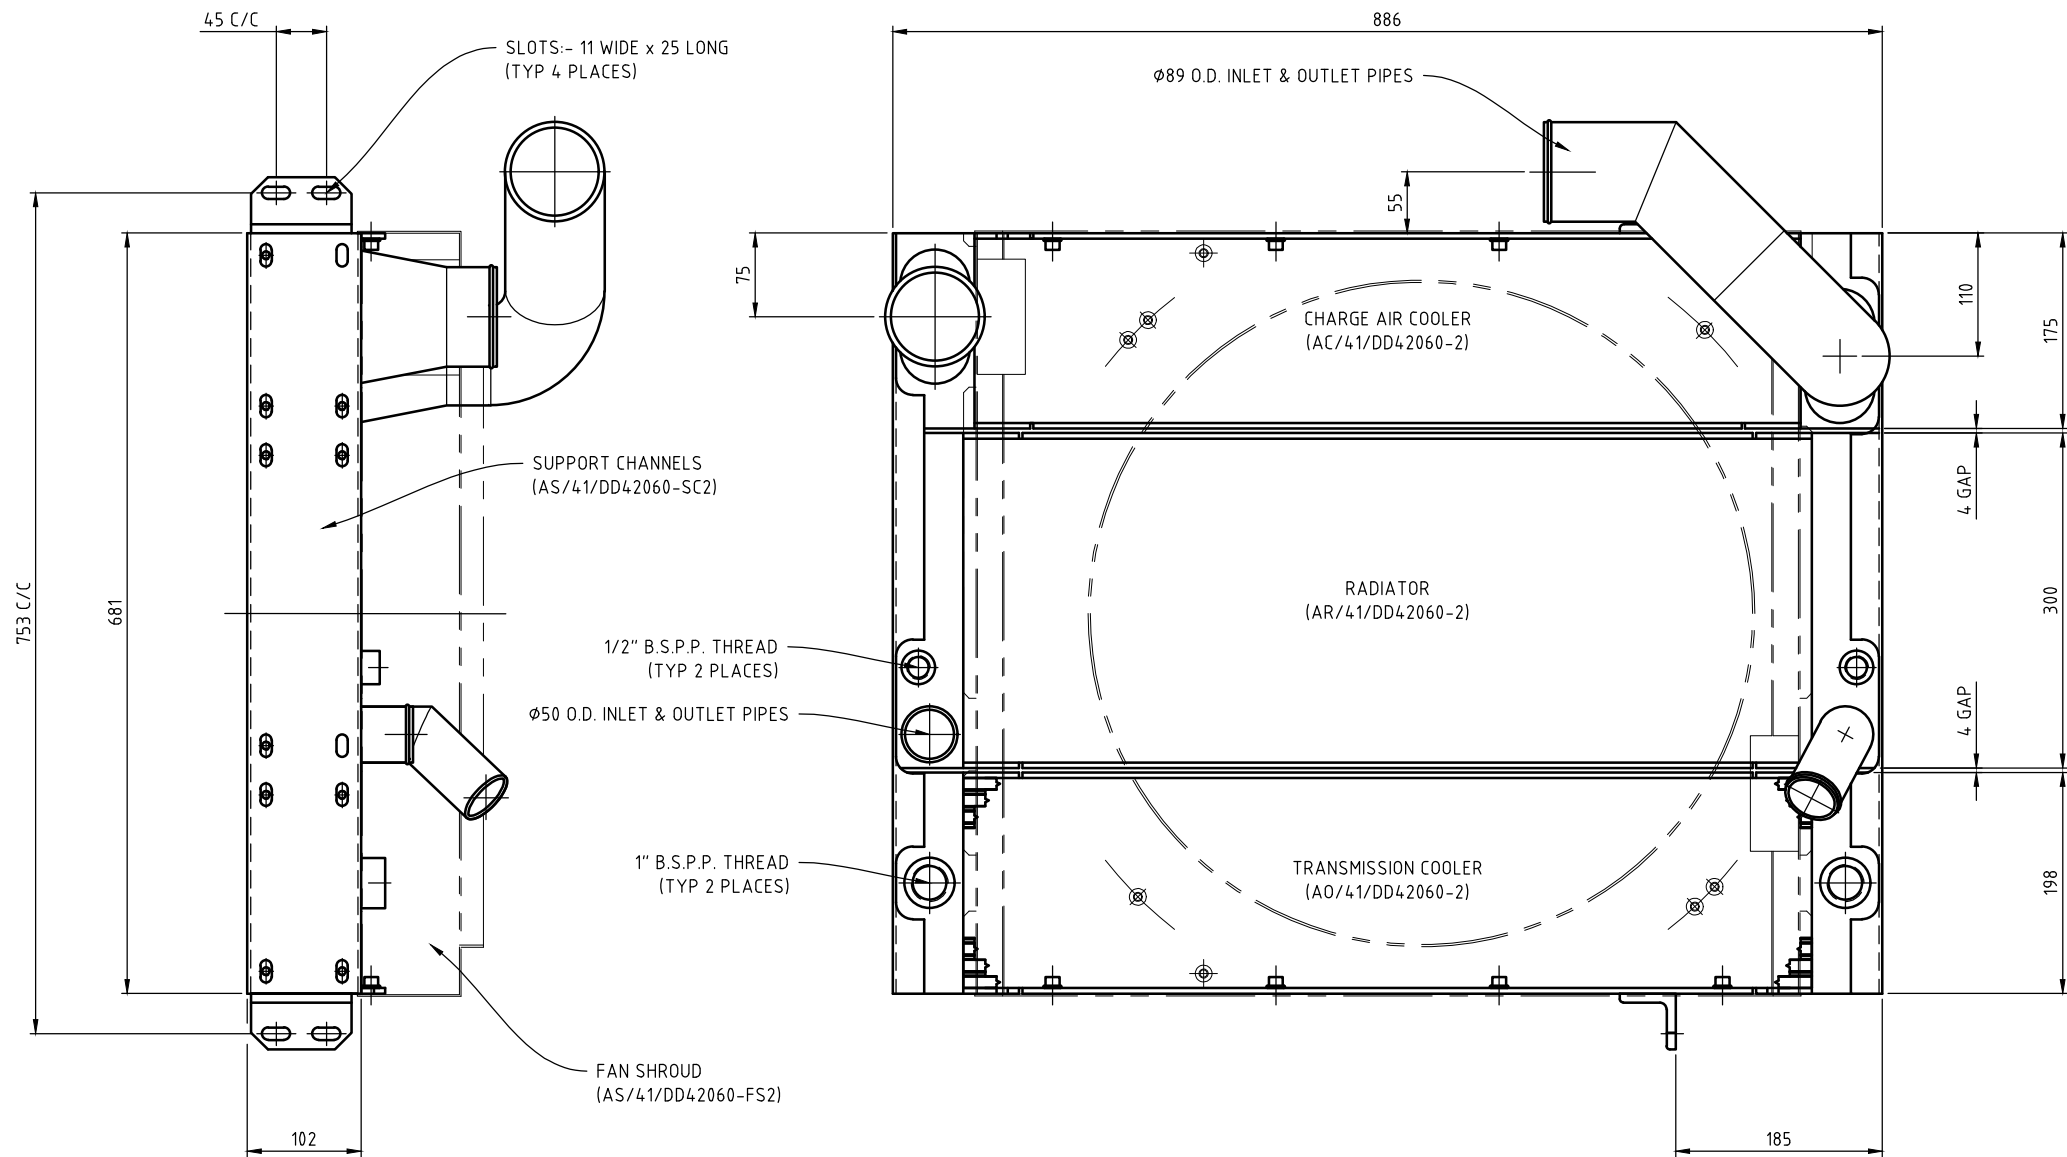 45 C/C
SLOTS:- 11 WIDE x 25 LONG
(TYP 4 PLACES)
886
Ø89 O.D. INLET & OUTLET PIPES
55
75
110
175
CHARGE AIR COOLER
(AC/41/DD42060-2)
SUPPORT CHANNELS
(AS/41/DD42060-SC2)
4 GAP
753 C/C
681
RADIATOR
(AR/41/DD42060-2)
300
1/2" B.S.P.P. THREAD
(TYP 2 PLACES)
Ø50 O.D. INLET & OUTLET PIPES
4 GAP
1" B.S.P.P. THREAD
(TYP 2 PLACES)
TRANSMISSION COOLER
(AO/41/DD42060-2)
198
FAN SHROUD
(AS/41/DD42060-FS2)
102
185